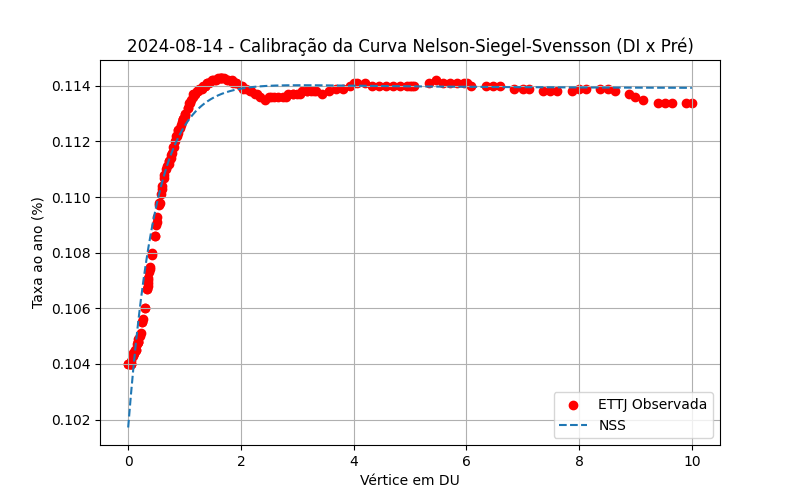 2024-08-14 - Calibração da Curva Nelson-Siegel-Svensson (DI x Pré)
Taxa ao ano (%)
0.114
0.112
0.110
0.108
0.106
0.104
0.102
ETTJ Observada
NSS
0 2 4 6 8 10
Vértice em DU